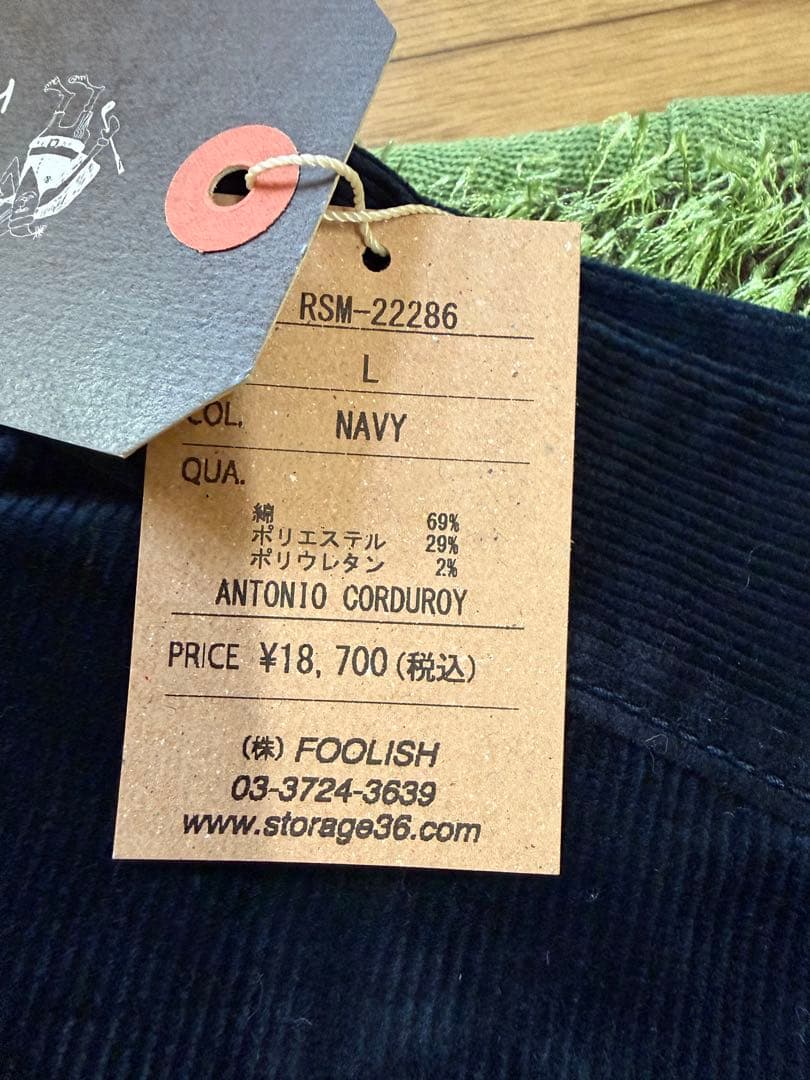 RSM-22286
L
COL. NAVY
QUA.
綿 69%
ポリエステル 29%
ポリウレタン 2%
ANTONIO CORDUROY
PRICE ¥18,700(税込)
(株) FOOLISH
03-3724-3639
www.storage36.com